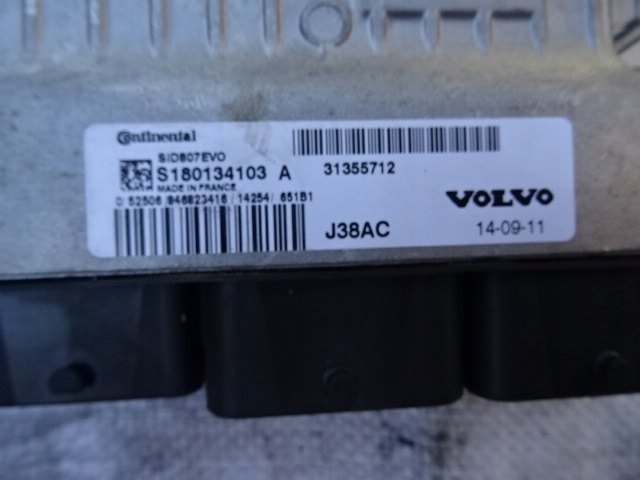 Continental
SID807EVO
S180134103 A
MADE IN FRANCE
31355712
VOLVO
J38AC
14-09-11